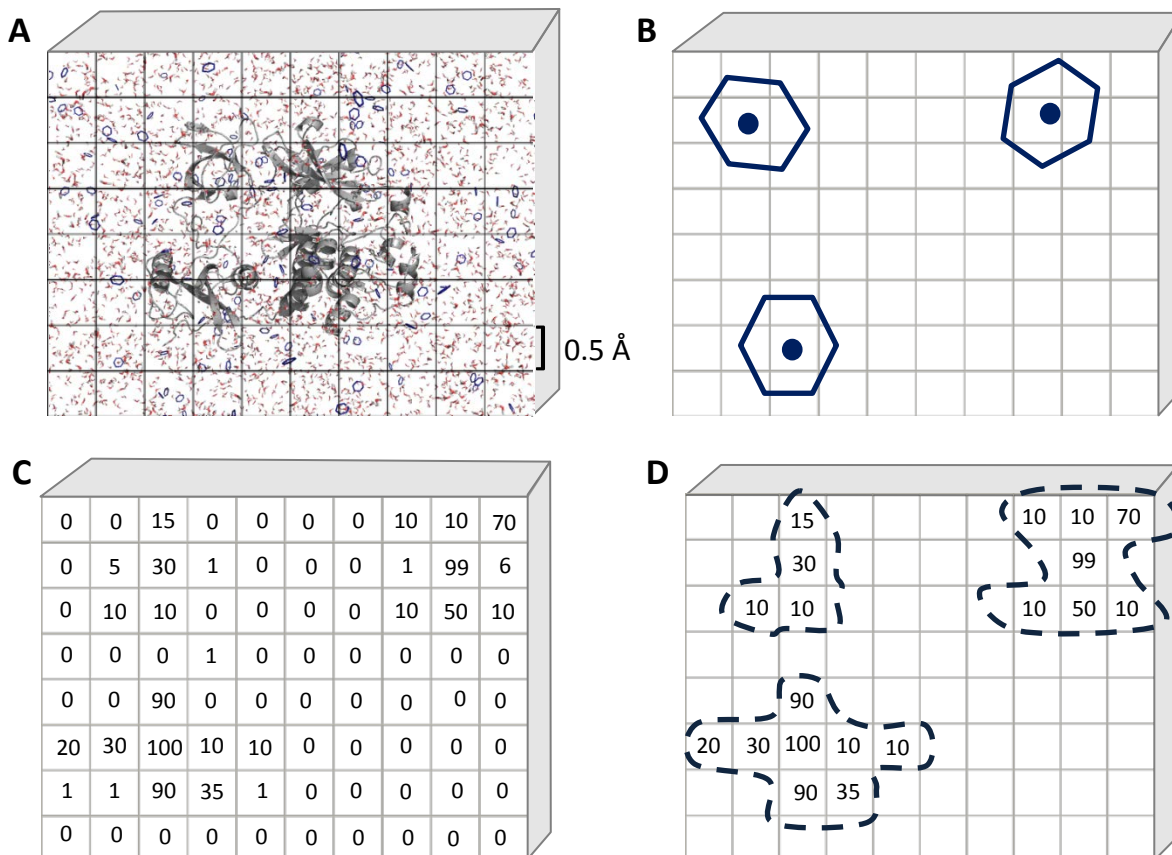 A
0.5 Å
B
C
0 0 15 0 0 0 0 10 10 70
0 5 30 1 0 0 0 1 99 6
0 10 10 0 0 0 0 10 50 10
0 0 0 1 0 0 0 0 0 0
0 0 90 0 0 0 0 0 0 0
20 30 100 10 10 0 0 0 0 0
1 1 90 35 1 0 0 0 0 0
0 0 0 0 0 0 0 0 0 0
D
15 10 10 70
30 99
10 10 10 50 10
90
20 30 100 10 10
90 35